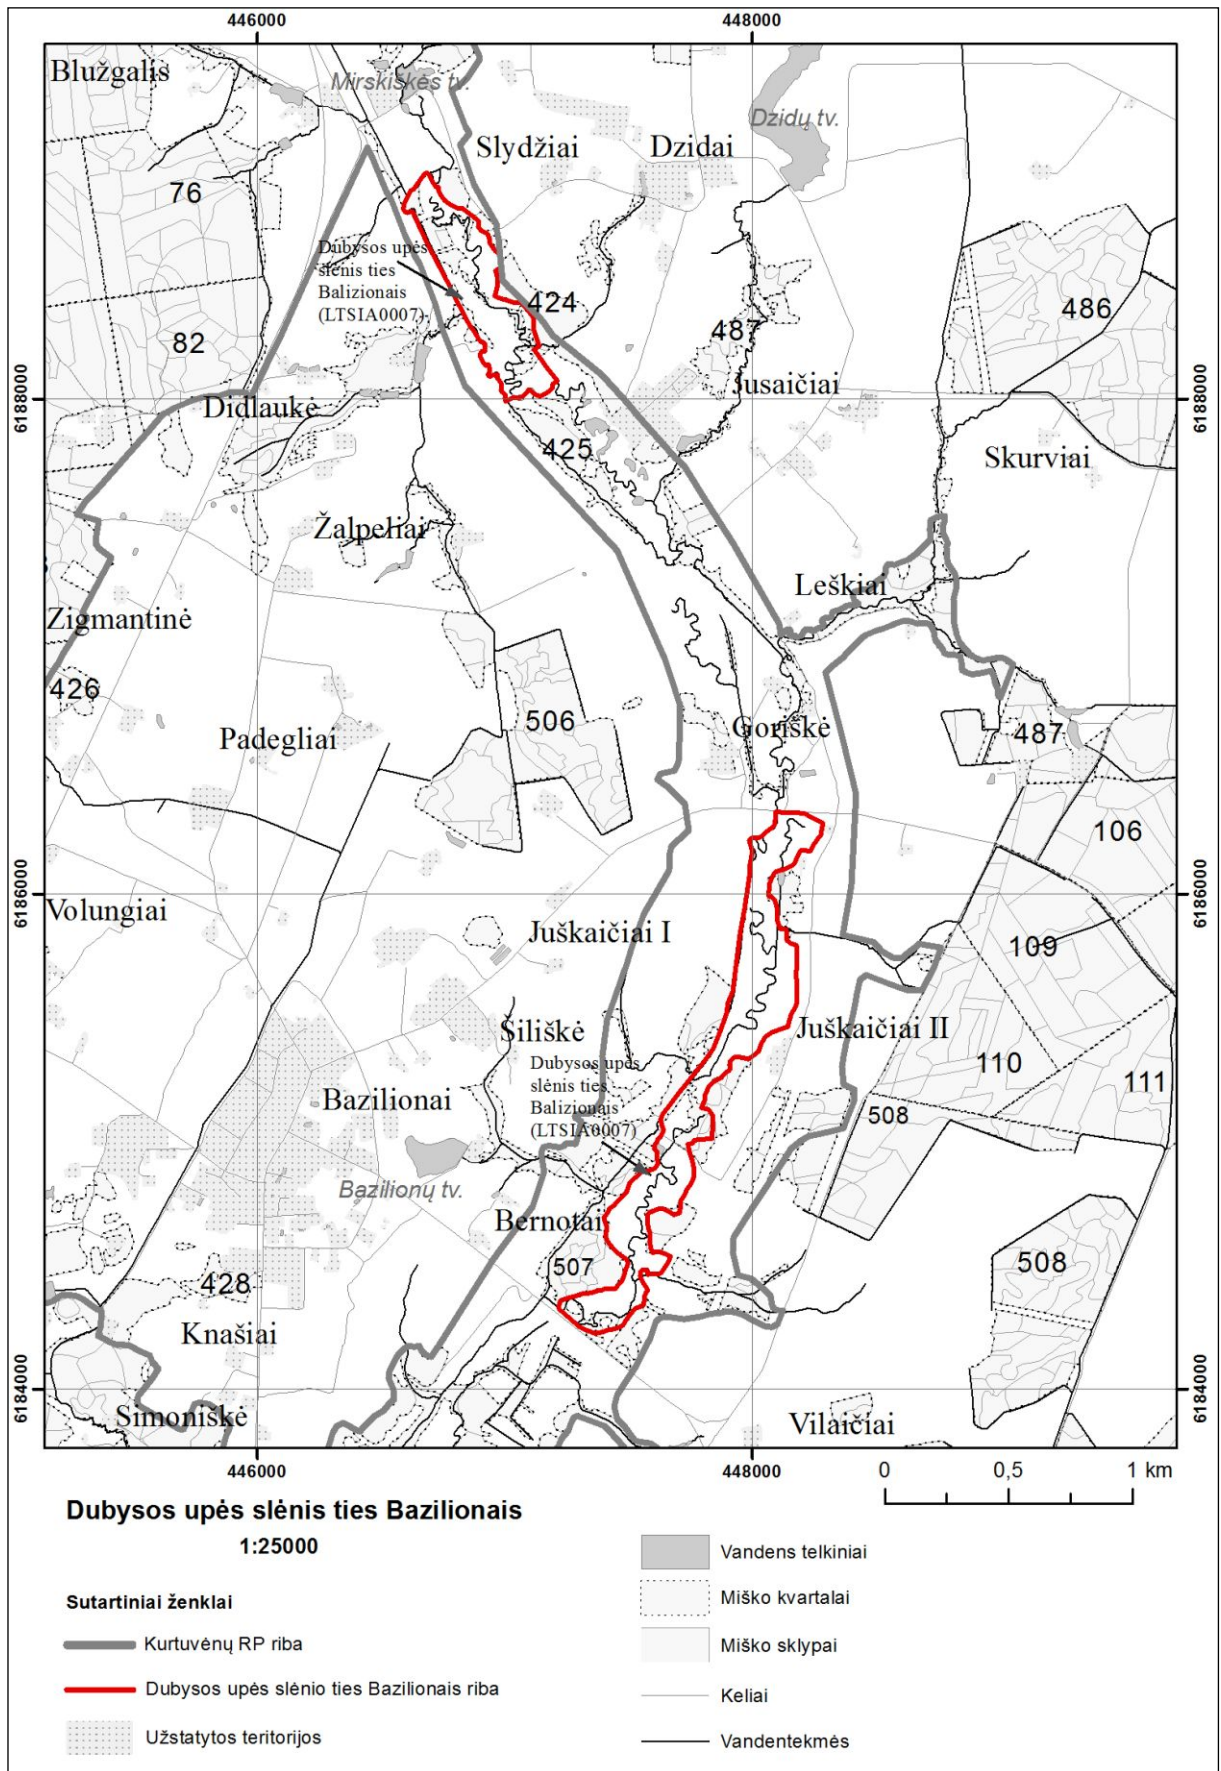 446000
448000
Blužgalis
Mirskiškės tv.
Dzidų tv.
Slydžiai
Dzidai
76
Dubysos upės
slėnis ties
Balizionais
(LTSIA0007)
424
486
487
82
6188000
6188000
Didlaukė
Jusaičiai
425
Skurviai
Žalpeliai
Leškiai
Zigmantinė
426
506
Goriškė
Padegliai
487
106
6186000
6186000
Volungiai
Juškaičiai I
109
Šiliškė
Juškaičiai II
Dubysos upės
slėnis ties
Balizionais
(LTSIA0007)
110
111
Bazilionai
508
Bazilionų tv.
Bernotai
507
508
428
Knašiai
6184000
6184000
Simoniškė
Vilaičiai
446000
448000
0 0,5 1 km
Dubysos upės slėnis ties Bazilionais
1:25000
Sutartiniai ženklai
Kurtuvėnų RP riba
Dubysos upės slėnio ties Bazilionais riba
Užstatytos teritorijos
Vandens telkiniai
Miško kvartalai
Miško sklypai
Keliai
Vandentekmės